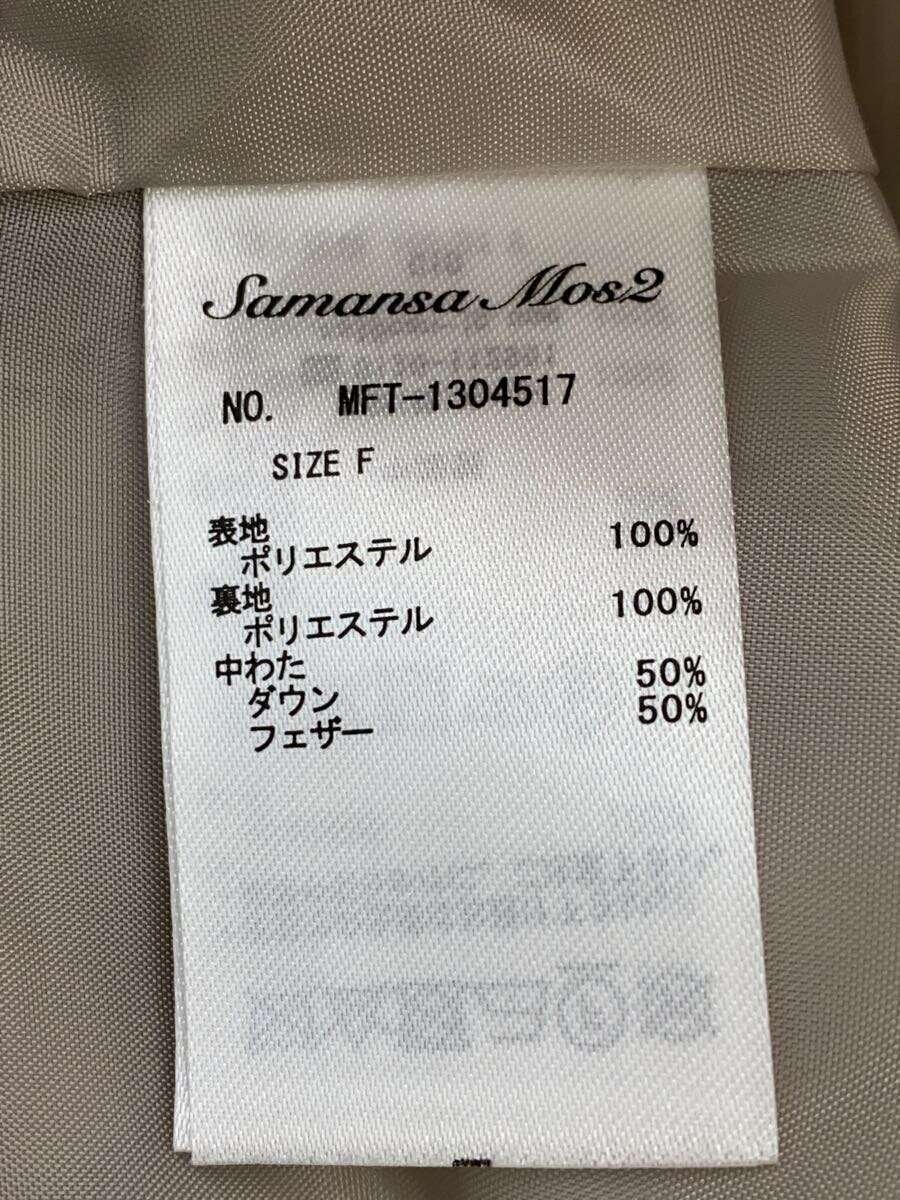 Samansa Mos2
NO. MFT-1304517
SIZE F
表地
ポリエステル 100%
裏地
ポリエステル 100%
中わた
ダウン 50%
フェザー 50%